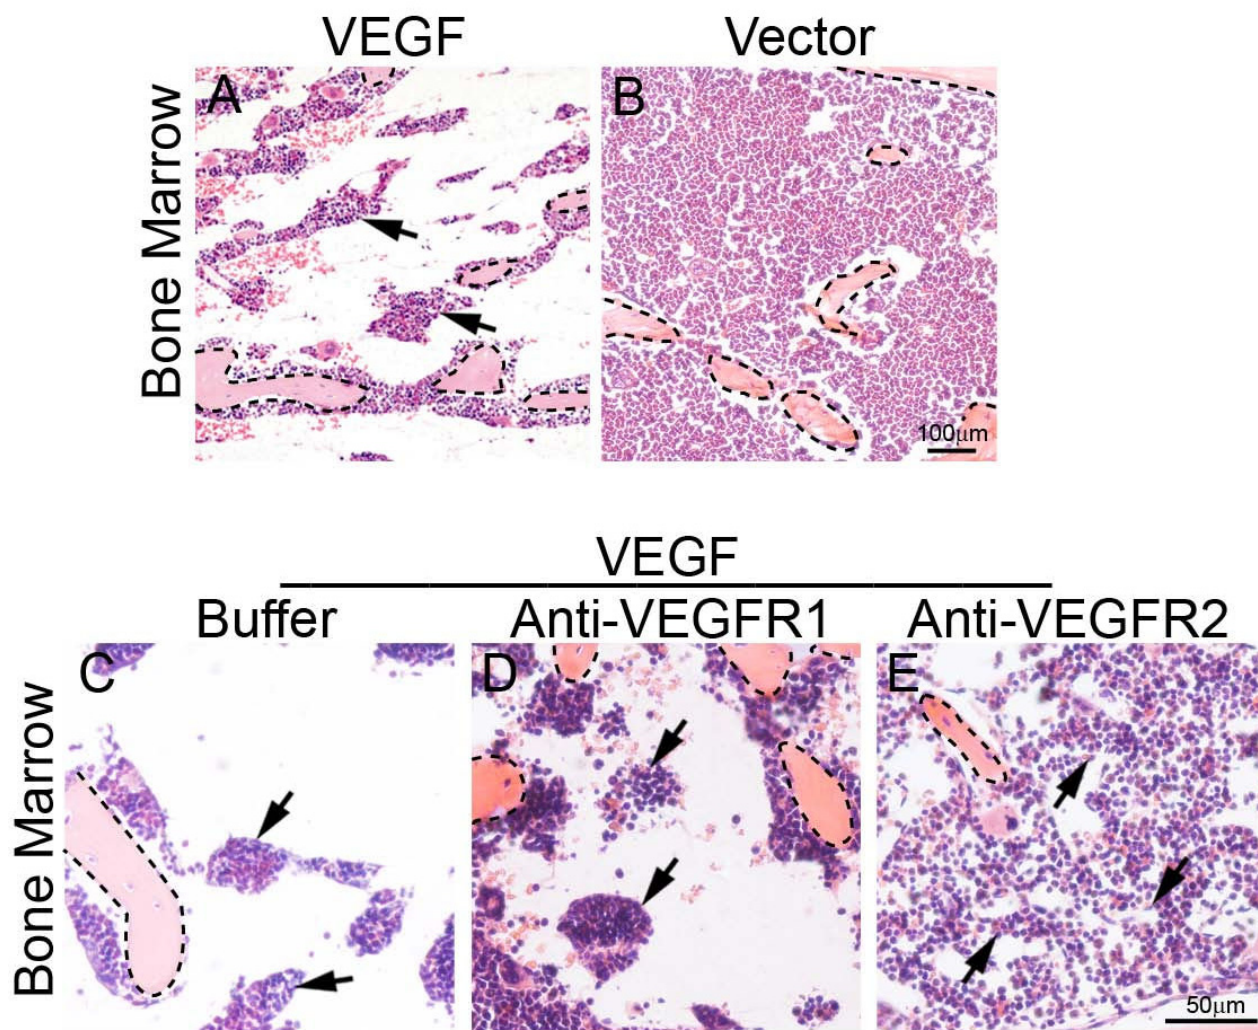 VEGF Vector
Bone Marrow
A B
100μm
VEGF
Buffer Anti-VEGFR1 Anti-VEGFR2
Bone Marrow
C D E
50μm